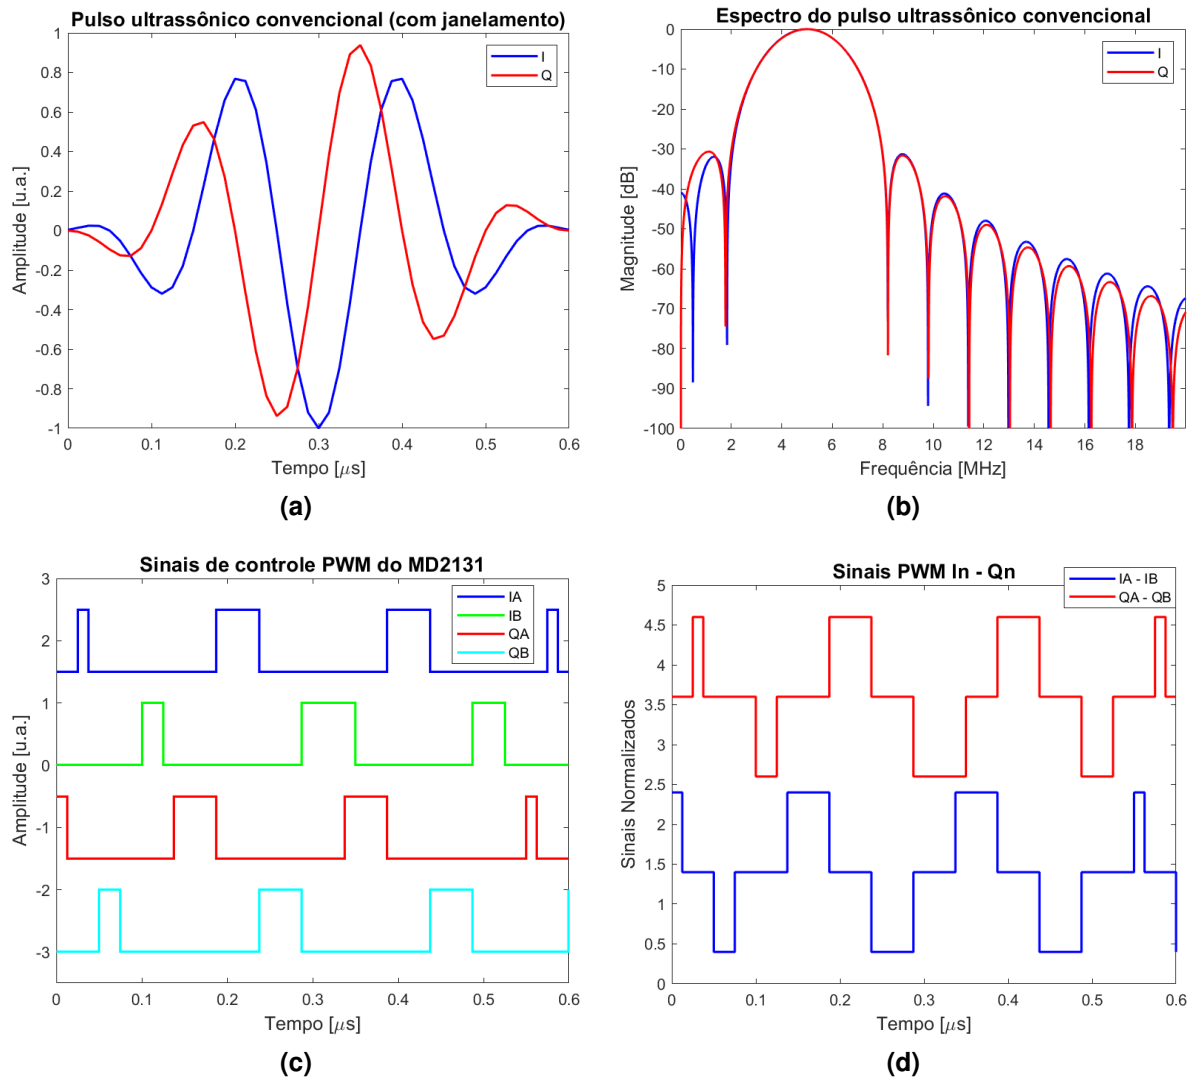 Pulso ultrassônico convencional (com janelamento)
1
0.8
0.6
0.4
0.2
0
-0.2
-0.4
-0.6
-0.8
-1
Amplitude [u.a.]
I
Q
0 0.1 0.2 0.3 0.4 0.5 0.6
Tempo [μs]
(a)
Espectro do pulso ultrassônico convencional
0
-10
-20
-30
-40
-50
-60
-70
-80
-90
-100
Magnitude [dB]
I
Q
0 2 4 6 8 10 12 14 16 18
Frequência [MHz]
(b)
Sinais de controle PWM do MD2131
3
2
1
0
-1
-2
-3
Amplitude [u.a.]
IA
IB
QA
QB
0 0.1 0.2 0.3 0.4 0.5 0.6
Tempo [μs]
(c)
Sinais PWM In - Qn
5
4.5
4
3.5
3
2.5
2
1.5
1
0.5
0
Sinais Normalizados
IA - IB
QA - QB
0 0.1 0.2 0.3 0.4 0.5 0.6
Tempo [μs]
(d)